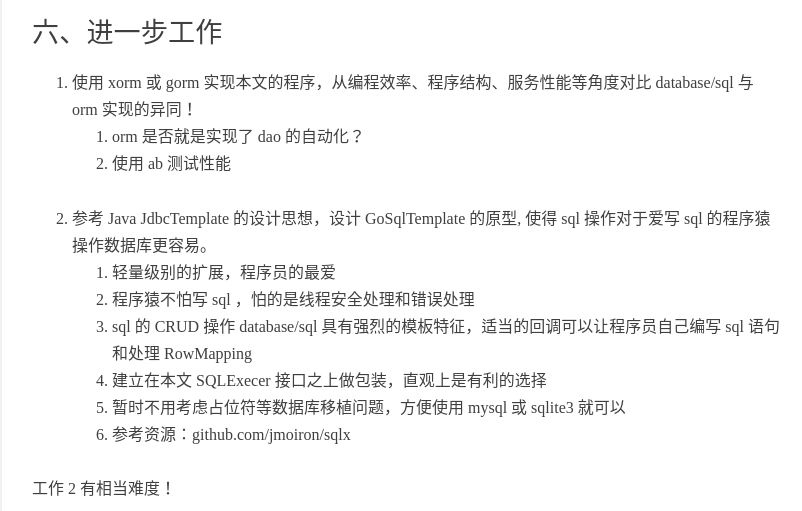 六、进一步工作
1. 使用 xorm 或 gorm 实现本文的程序，从编程效率、程序结构、服务性能等角度对比 database/sql 与
orm 实现的异同！
1. orm 是否就是实现了 dao 的自动化？
2. 使用 ab 测试性能
2. 参考 Java JdbcTemplate 的设计思想，设计 GoSqlTemplate 的原型, 使得 sql 操作对于爱写 sql 的程序猿
操作数据库更容易。
1. 轻量级别的扩展，程序员的最爱
2. 程序猿不怕写 sql ，怕的是线程安全处理和错误处理
3. sql 的 CRUD 操作 database/sql 具有强烈的模板特征，适当的回调可以让程序员自己编写 sql 语句
和处理 RowMapping
4. 建立在本文 SQLExecer 接口之上做包装，直观上是有利的选择
5. 暂时不用考虑占位符等数据库移植问题，方便使用 mysql 或 sqlite3 就可以
6. 参考资源：github.com/jmoiron/sqlx
工作 2 有相当难度！